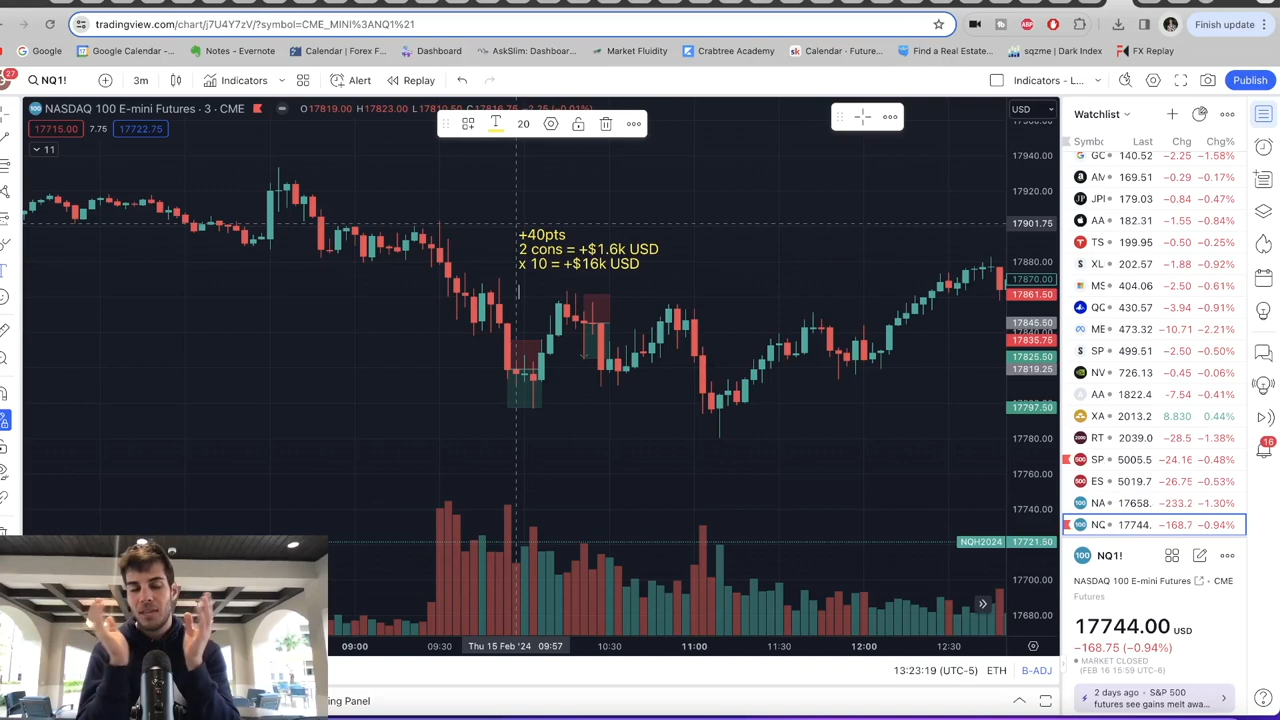 tradingview.com/chart/j7U4Y7zV/?symbol=CME_MINI%3ANQ1%21
Finish update
Google
Google Calendar -...
Notes - Evernote
Calendar | Forex F...
Dashboard
AskSlim: Dashboar...
Market Fluidity
Crabtree Academy
Calendar · Future...
Find a Real Estate...
sqzme | Dark Index
FX Replay
27
NQ1!
3m
Indicators
Alert
Replay
Indicators - L...
Publish
NASDAQ 100 E-mini Futures · 3 · CME
O17819.00 H17823.00
20
17715.00 7.75 17722.75
11
USD
17940.00
17920.00
17901.75
17880.00
17870.00
17861.50
17845.50
17835.75
17825.50
17819.25
17797.50
17780.00
17760.00
17740.00
NQH2024 17721.50
17700.00
17680.00
+40pts
2 cons = +$1.6k USD
x 10 = +$16k USD
09:00
09:30
Thu 15 Feb '24 09:57
10:30
11:00
11:30
12:00
12:30
13:23:19 (UTC-5) ETH B-ADJ
ing Panel
Watchlist
Symbc Last Chg Chg%
GC 140.52 -2.25 -1.58%
AM 169.51 -0.29 -0.17%
JPI 179.03 -0.84 -0.47%
AA 182.31 -1.55 -0.84%
TS 199.95 -0.50 -0.25%
XL 202.57 -1.88 -0.92%
MS 404.06 -2.50 -0.61%
QC 430.57 -3.94 -0.91%
ME 473.32 -10.71 -2.21%
SP 499.51 -2.50 -0.50%
NV 726.13 -0.45 -0.06%
AA 1822.4 -7.54 -0.41%
XA 2013.2 8.830 0.44%
RT 2039.0 -28.5 -1.38%
SP 5005.5 -24.16 -0.48%
ES 5019.7 -26.75 -0.53%
NA 17658. -233.2 -1.30%
NQ 17744. -168.7 -0.94%
16
100 NQ1!
NASDAQ 100 E-mini Futures · CME
Futures
17744.00 USD
-168.75 (-0.94%)
MARKET CLOSED
(FEB 16 15:59 UTC-6)
2 days ago · S&P 500
futures see gains melt awa...